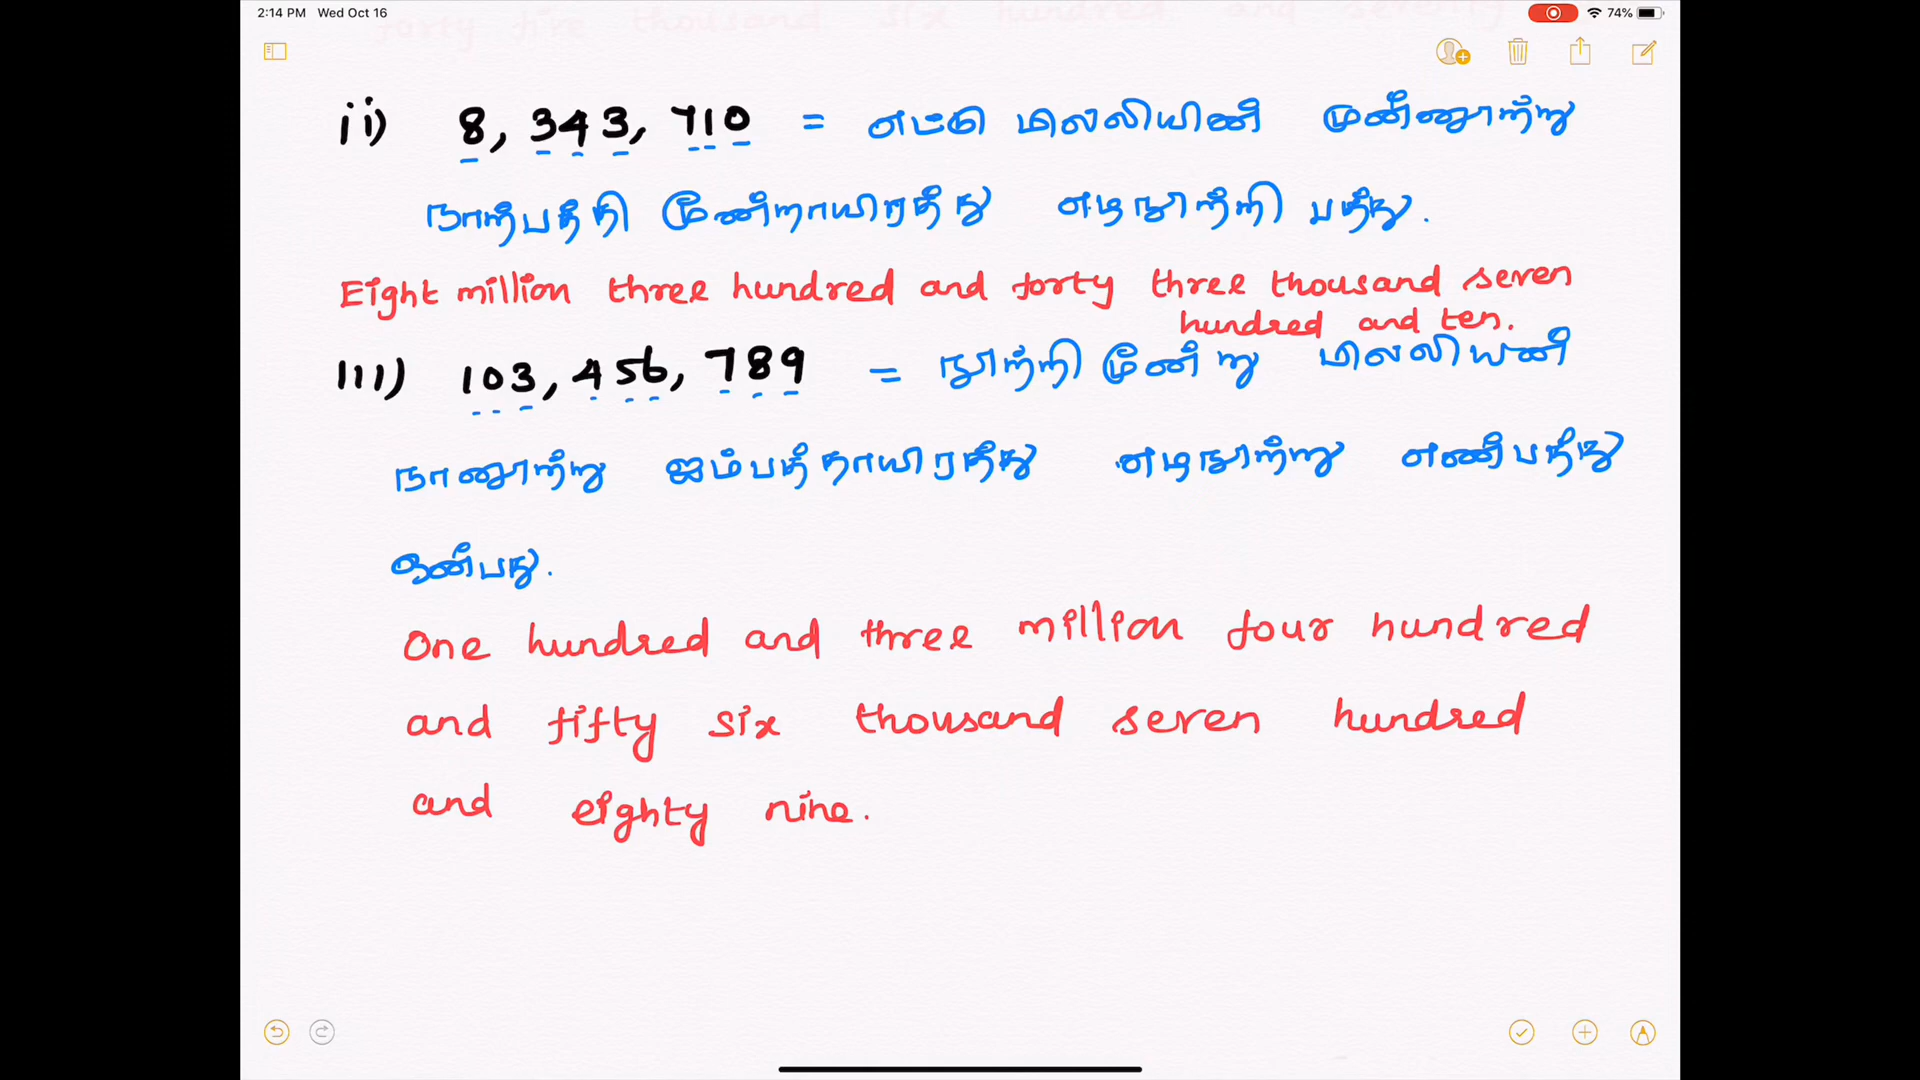 2:14 PM Wed Oct 16 74%
ii) 8, 343, 710 = எட்டு மில்லியன் முன்னூற்று
நாற்பத்தி மூன்றாயிரத்து எழுநூற்றி பத்து.
Eight million three hundred and forty three thousand seven
hundred and ten.
iii) 103, 456, 789 = நூற்றி மூன்று மில்லியன்
நானூற்று ஐம்பத்தாயிரத்து எழுநூற்று எண்பத்து
ஒன்பது.
One hundred and three million four hundred
and fifty six thousand seven hundred
and eighty nine.